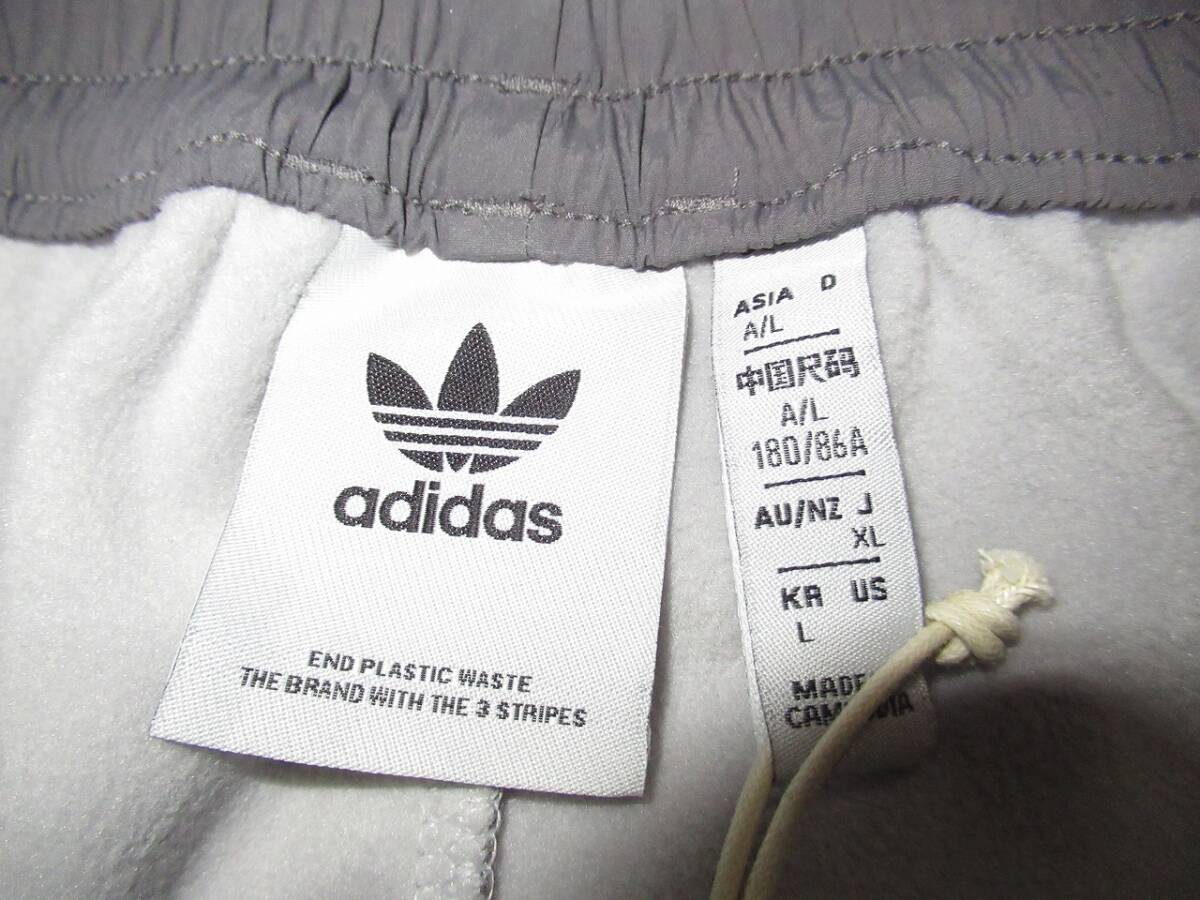 adidas
END PLASTIC WASTE
THE BRAND WITH THE 3 STRIPES
ASIA D
A/L
中国尺码
A/L
180/86A
AU/NZ J
XL
KR US
L
MADE